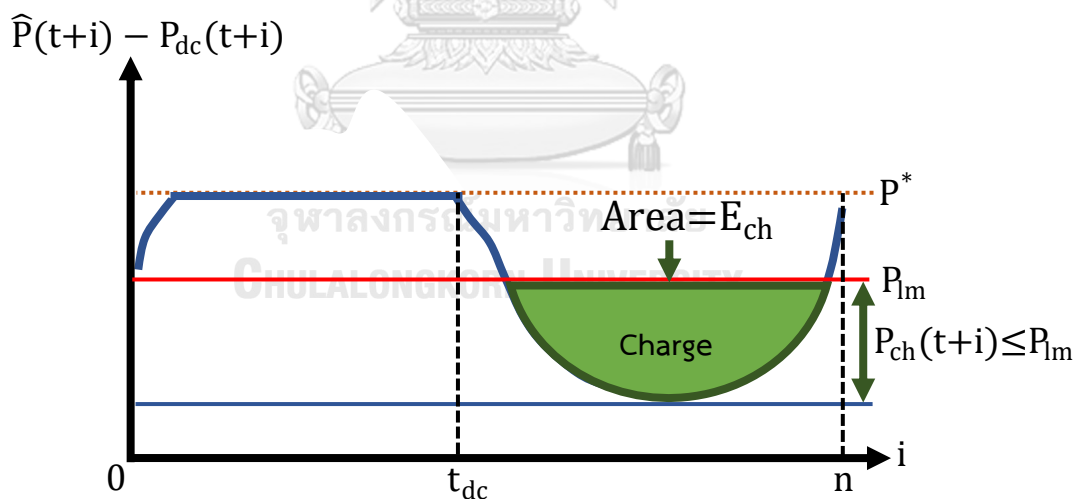 P̂(t+i) − P_dc(t+i)
P*
จุฬาลงกรณ์มหาวิทยาลัย
Area=E_ch
CHULALONGKORN UNIVERSITY
P_lm
Charge
P_ch(t+i)≤P_lm
0
t_dc
n
i